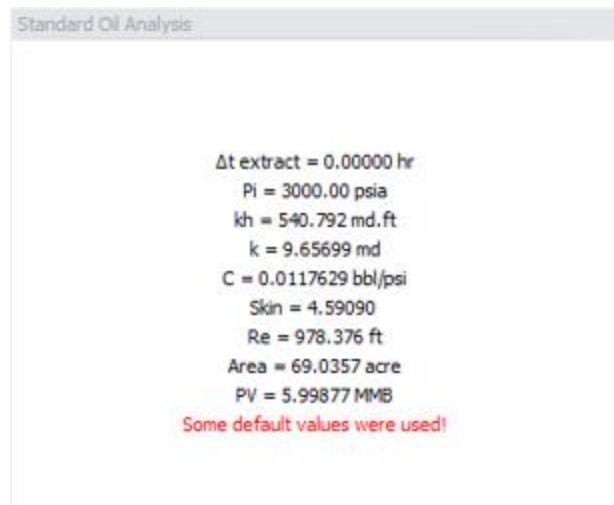 Standard Oil Analysis
Δt extract = 0.00000 hr
Pi = 3000.00 psia
kh = 540.792 md.ft
k = 9.65699 md
C = 0.0117629 bbl/psi
Skin = 4.59090
Re = 978.376 ft
Area = 69.0357 acre
PV = 5.99877 MMB
Some default values were used!